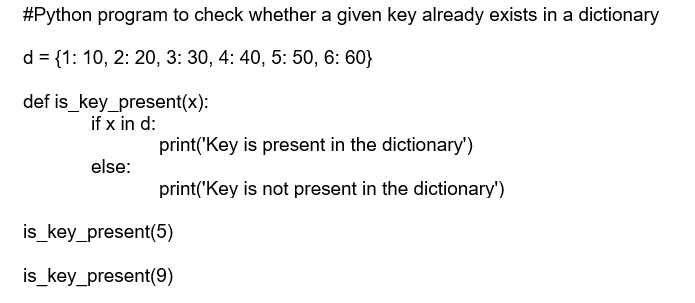 #Python program to check whether a given key already exists in a dictionary
d = {1: 10, 2: 20, 3: 30, 4: 40, 5: 50, 6: 60}
def is_key_present(x):
if x in d:
print('Key is present in the dictionary')
else:
print('Key is not present in the dictionary')
is_key_present(5)
is_key_present(9)